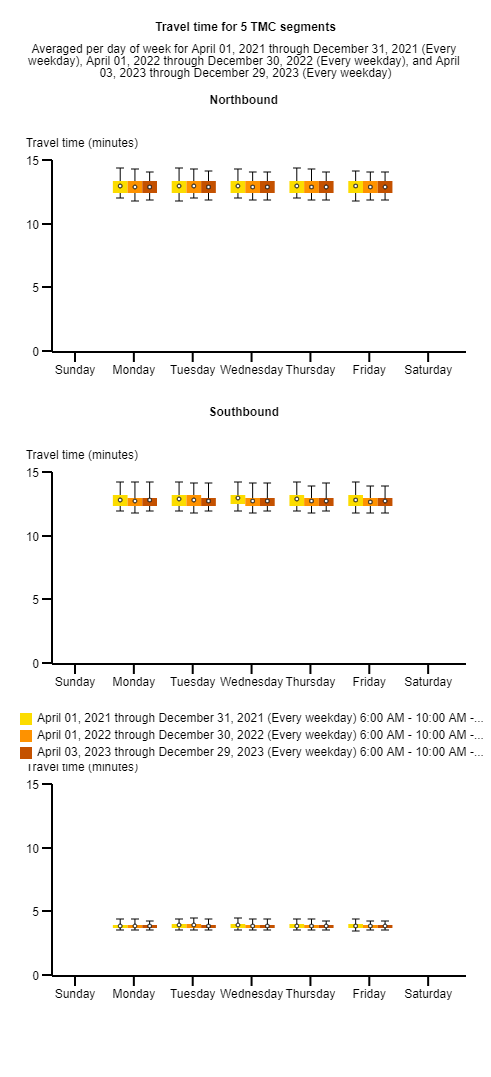 Travel time for 5 TMC segments
Averaged per day of week for April 01, 2021 through December 31, 2021 (Every
weekday), April 01, 2022 through December 30, 2022 (Every weekday), and April
03, 2023 through December 29, 2023 (Every weekday)
Northbound
Travel time (minutes)
15
10
5
0
Sunday Monday Tuesday Wednesday Thursday Friday Saturday
Southbound
Travel time (minutes)
15
10
5
0
Sunday Monday Tuesday Wednesday Thursday Friday Saturday
April 01, 2021 through December 31, 2021 (Every weekday) 6:00 AM - 10:00 AM -...
April 01, 2022 through December 30, 2022 (Every weekday) 6:00 AM - 10:00 AM -...
April 03, 2023 through December 29, 2023 (Every weekday) 6:00 AM - 10:00 AM -...
Travel time (minutes)
15
10
5
0
Sunday Monday Tuesday Wednesday Thursday Friday Saturday